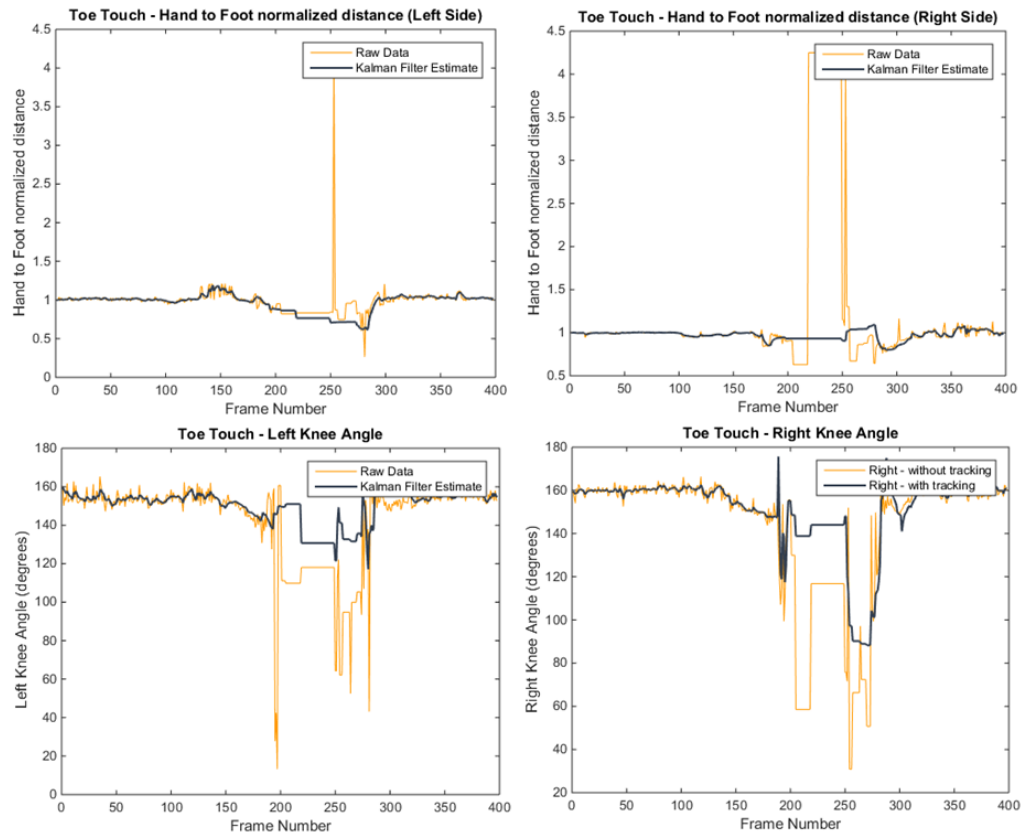 Toe Touch - Hand to Foot normalized distance (Left Side)
Hand to Foot normalized distance
4.5
4
3.5
3
2.5
2
1.5
1
0.5
0
Raw Data
Kalman Filter Estimate
0 50 100 150 200 250 300 350 400
Frame Number
Toe Touch - Hand to Foot normalized distance (Right Side)
Hand to Foot normalized distance
4.5
4
3.5
3
2.5
2
1.5
1
0.5
Raw Data
Kalman Filter Estimate
0 50 100 150 200 250 300 350 400
Frame Number
Toe Touch - Left Knee Angle
Left Knee Angle (degrees)
180
160
140
120
100
80
60
40
20
0
Raw Data
Kalman Filter Estimate
0 50 100 150 200 250 300 350 400
Frame Number
Toe Touch - Right Knee Angle
Right Knee Angle (degrees)
180
160
140
120
100
80
60
40
20
Right - without tracking
Right - with tracking
0 50 100 150 200 250 300 350 400
Frame Number